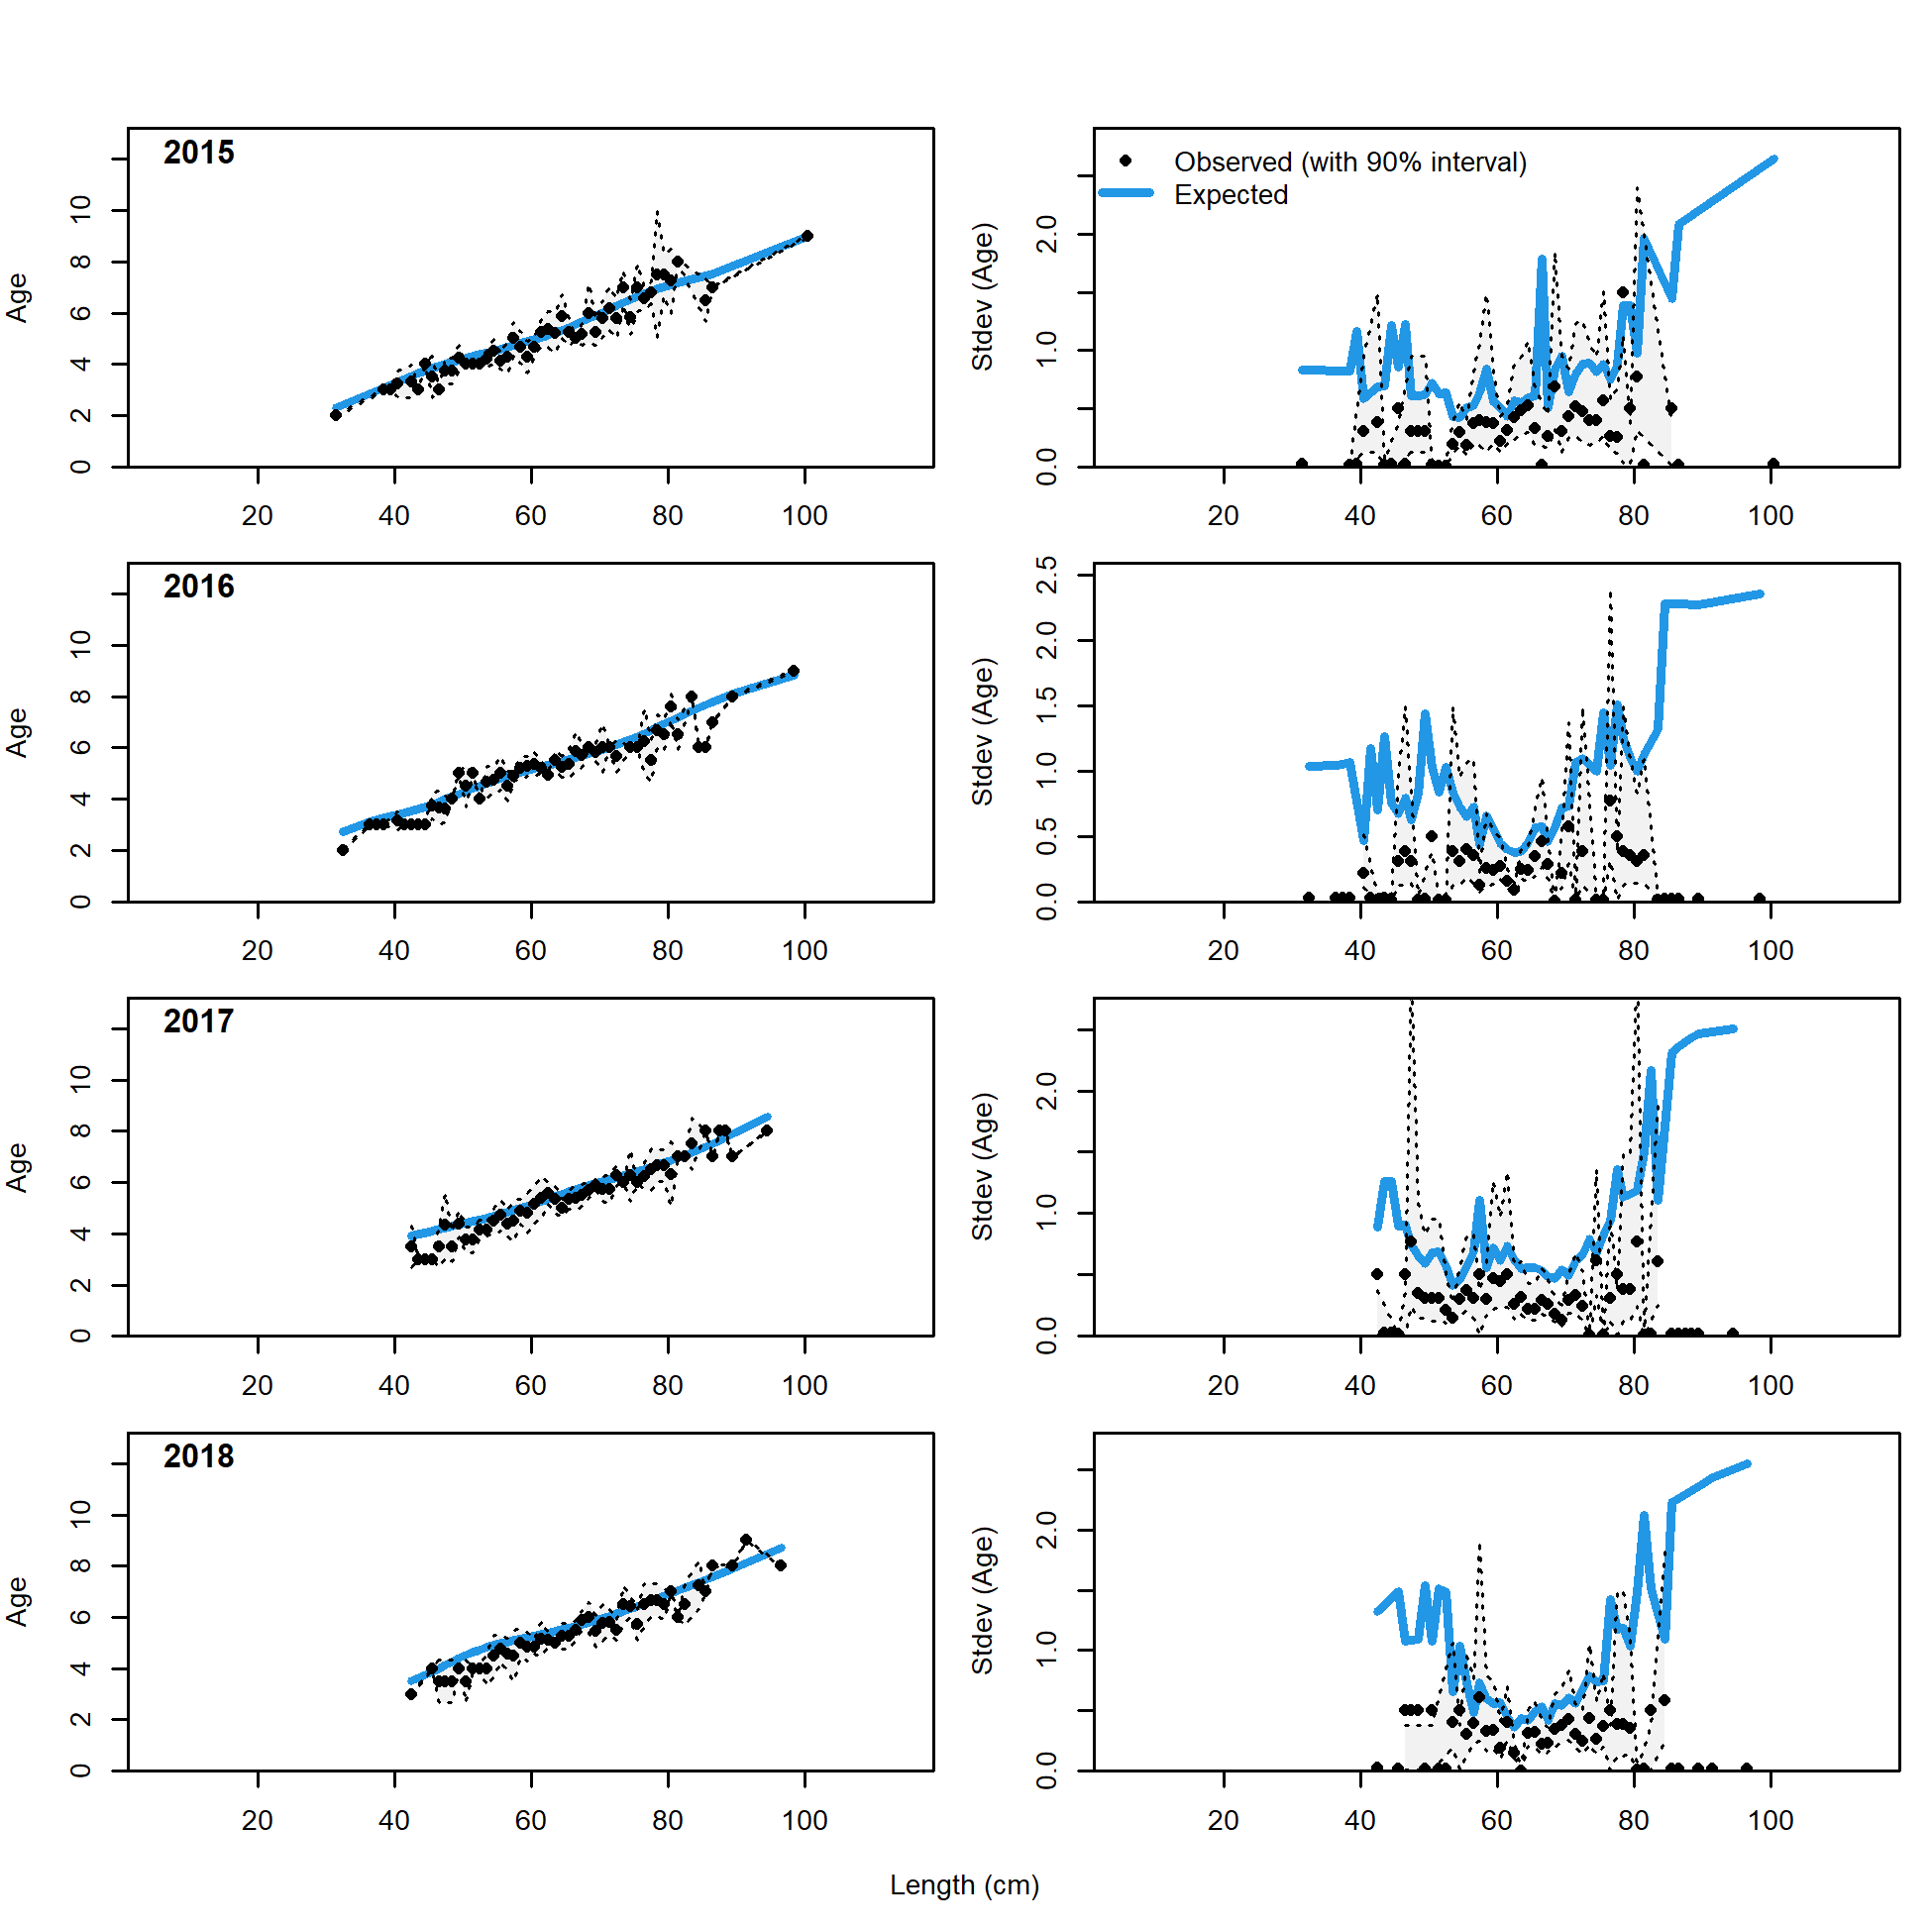 2015
Age
0 2 4 6 8 10
20 40 60 80 100
Observed (with 90% interval)
Expected
Stdev (Age)
0.0 1.0 2.0
20 40 60 80 100
2016
Age
0 2 4 6 8 10
20 40 60 80 100
Stdev (Age)
0.0 0.5 1.0 1.5 2.0 2.5
20 40 60 80 100
2017
Age
0 2 4 6 8 10
20 40 60 80 100
Stdev (Age)
0.0 1.0 2.0
20 40 60 80 100
2018
Age
0 2 4 6 8 10
20 40 60 80 100
Stdev (Age)
0.0 1.0 2.0
20 40 60 80 100
Length (cm)